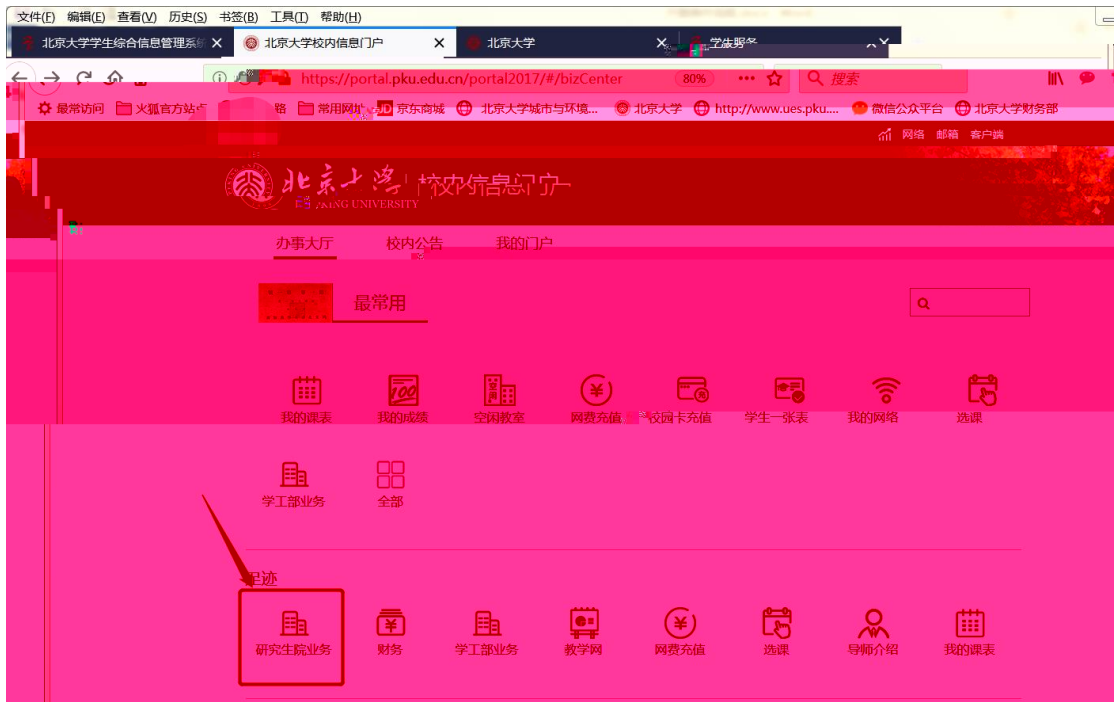 文件(F) 编辑(E) 查看(V) 历史(S) 书签(B) 工具(T) 帮助(H)
北京大学学生综合信息管理系统 × 北京大学校内信息门户 × 北京大学 ×
https://portal.pku.edu.cn/portal2017/#/bizCenter 80% 搜索
最常访问 火狐官方站点 常用网址 JD 京东商城 北京大学城市与环境... 北京大学 http://www.ues.pku.... 微信公众平台 北京大学财务部
网络 邮箱 客户端
北京大学 校内信息门户
UNIVERSITY
办事大厅 校内公告 我的门户
最常用
我的课表 我的成绩 空闲教室 网费充值 校园卡充值 学生一张表 我的网络 选课
学工部业务 全部
足迹
研究生院业务 财务 学工部业务 教学网 网费充值 选课 导师介绍 我的课表